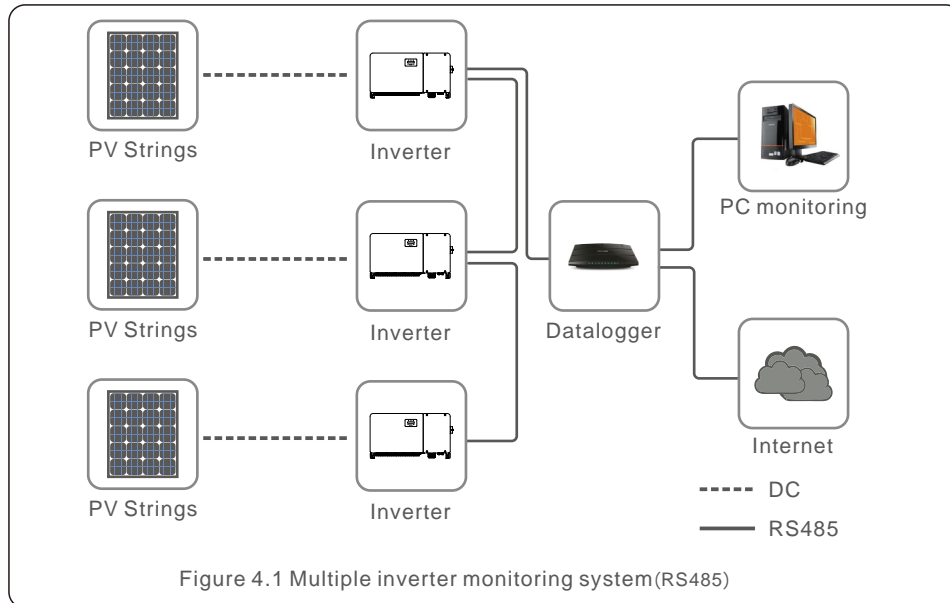 PV Strings
Inverter
PC monitoring
PV Strings
Inverter
Datalogger
PV Strings
Inverter
Internet
DC
RS485
Figure 4.1 Multiple inverter monitoring system(RS485)